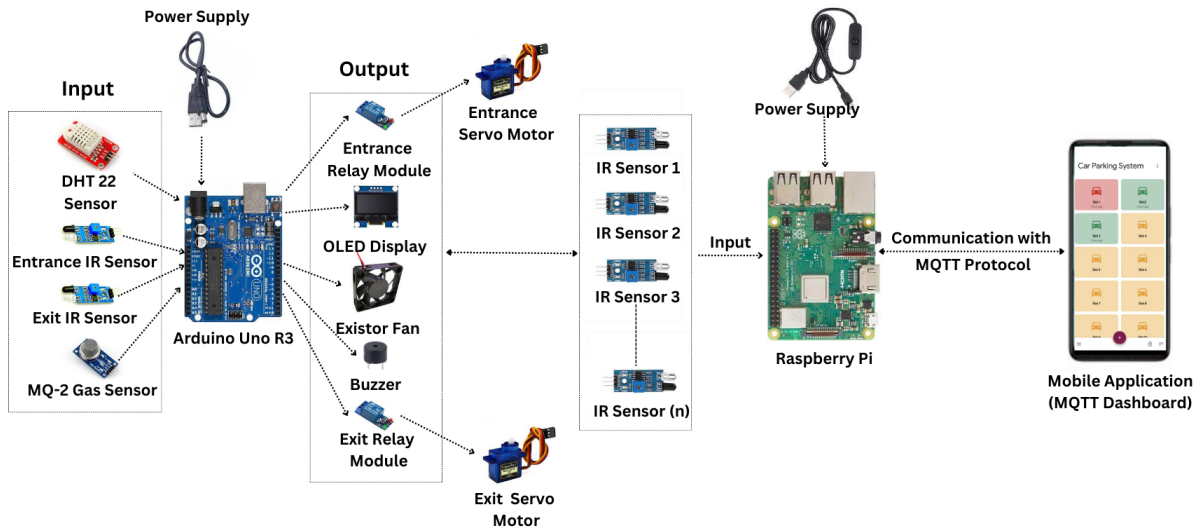 Power Supply
Input
Output
DHT 22
Sensor
Entrance IR Sensor
Exit IR Sensor
MQ-2 Gas Sensor
ARDUINO
UNO
Arduino Uno R3
Entrance
Relay Module
OLED Display
Existor Fan
Buzzer
Exit Relay
Module
Entrance
Servo Motor
Exit Servo
Motor
IR Sensor 1
IR Sensor 2
IR Sensor 3
IR Sensor (n)
Input
Power Supply
Raspberry Pi
Communication with
MQTT Protocol
Car Parking System
Mobile Application
(MQTT Dashboard)